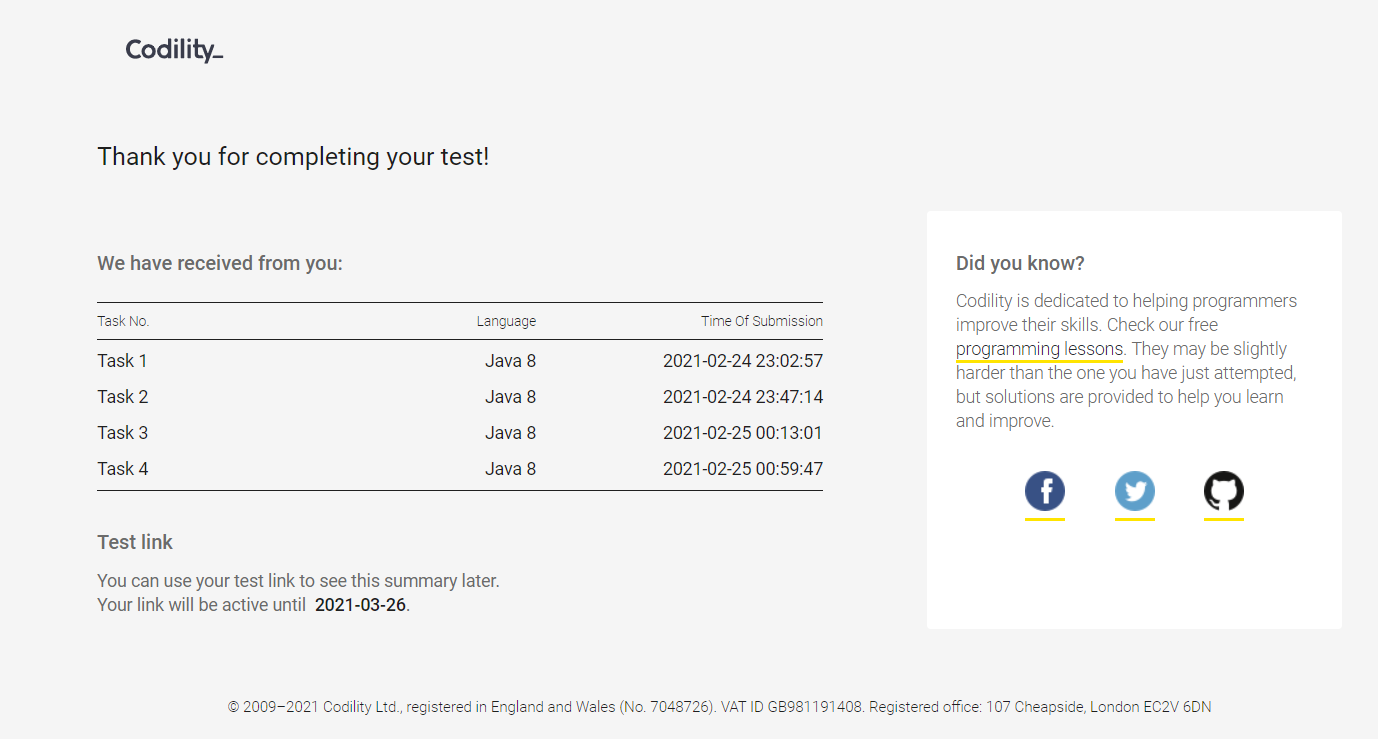 Codility_
Thank you for completing your test!
We have received from you:
Task No. Language Time Of Submission
Task 1 Java 8 2021-02-24 23:02:57
Task 2 Java 8 2021-02-24 23:47:14
Task 3 Java 8 2021-02-25 00:13:01
Task 4 Java 8 2021-02-25 00:59:47
Test link
You can use your test link to see this summary later.
Your link will be active until 2021-03-26.
Did you know?
Codility is dedicated to helping programmers
improve their skills. Check our free
programming lessons. They may be slightly
harder than the one you have just attempted,
but solutions are provided to help you learn
and improve.
© 2009–2021 Codility Ltd., registered in England and Wales (No. 7048726). VAT ID GB981191408. Registered office: 107 Cheapside, London EC2V 6DN